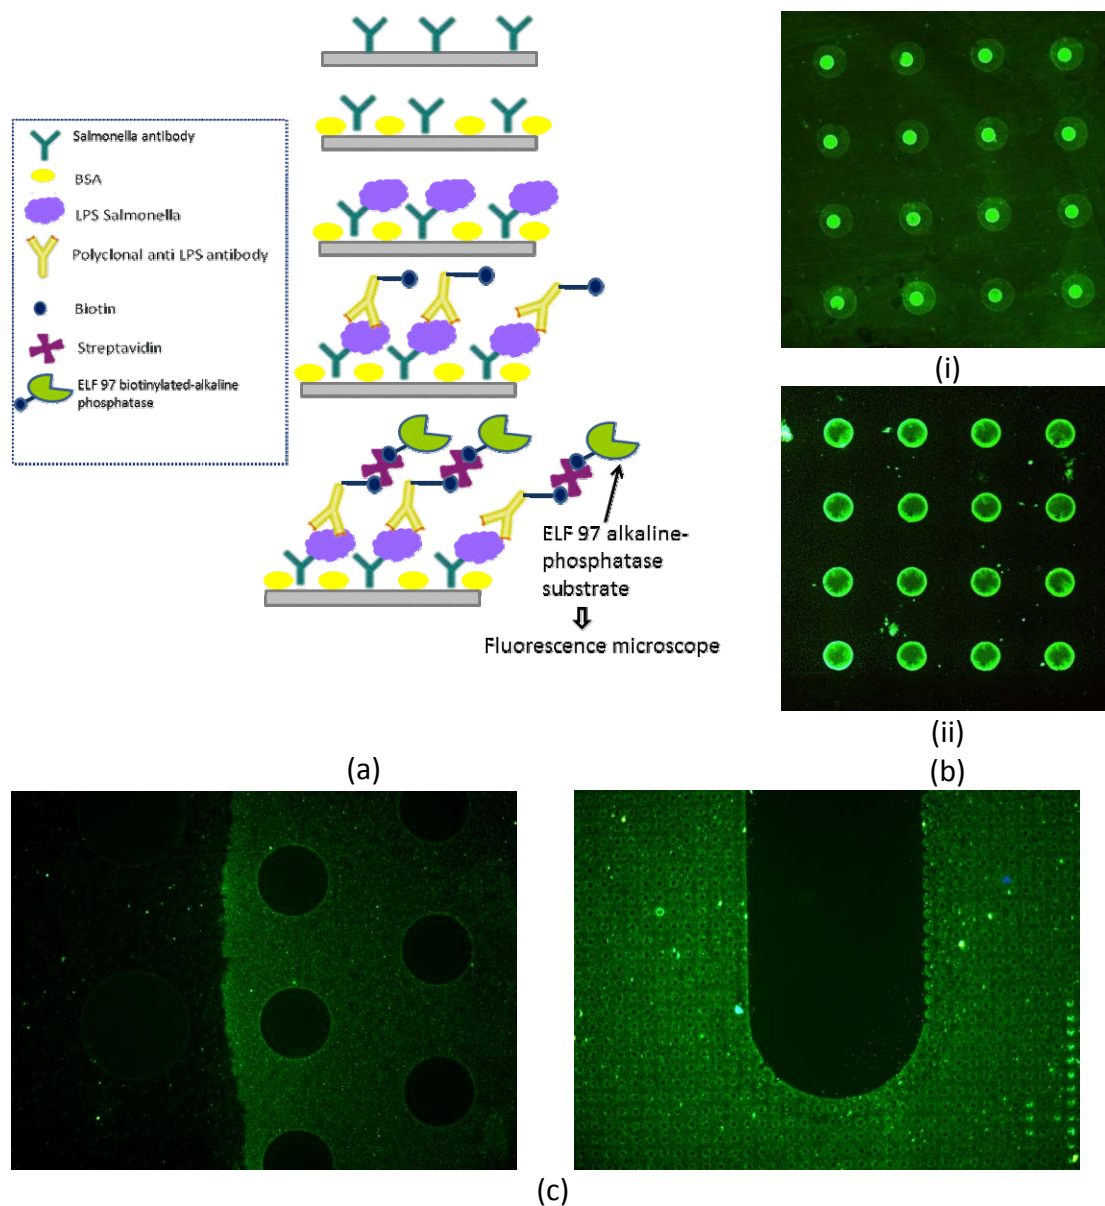 Salmonella antibody
BSA
LPS Salmonella
Polyclonal anti LPS antibody
Biotin
Streptavidin
ELF 97 biotinylated-alkaline
phosphatase
ELF 97 alkaline-
phosphatase
substrate
Fluorescence microscope
(a)
(i)
(ii)
(b)
(c)